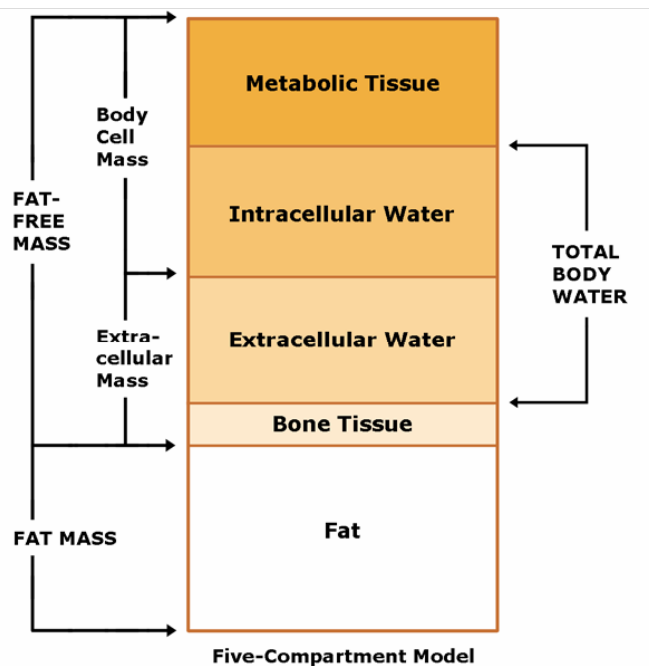 Metabolic Tissue
Body
Cell
Mass
FAT-
FREE
MASS
Intracellular Water
TOTAL
BODY
WATER
Extra-
cellular
Mass
Extracellular Water
Bone Tissue
FAT MASS
Fat
Five-Compartment Model